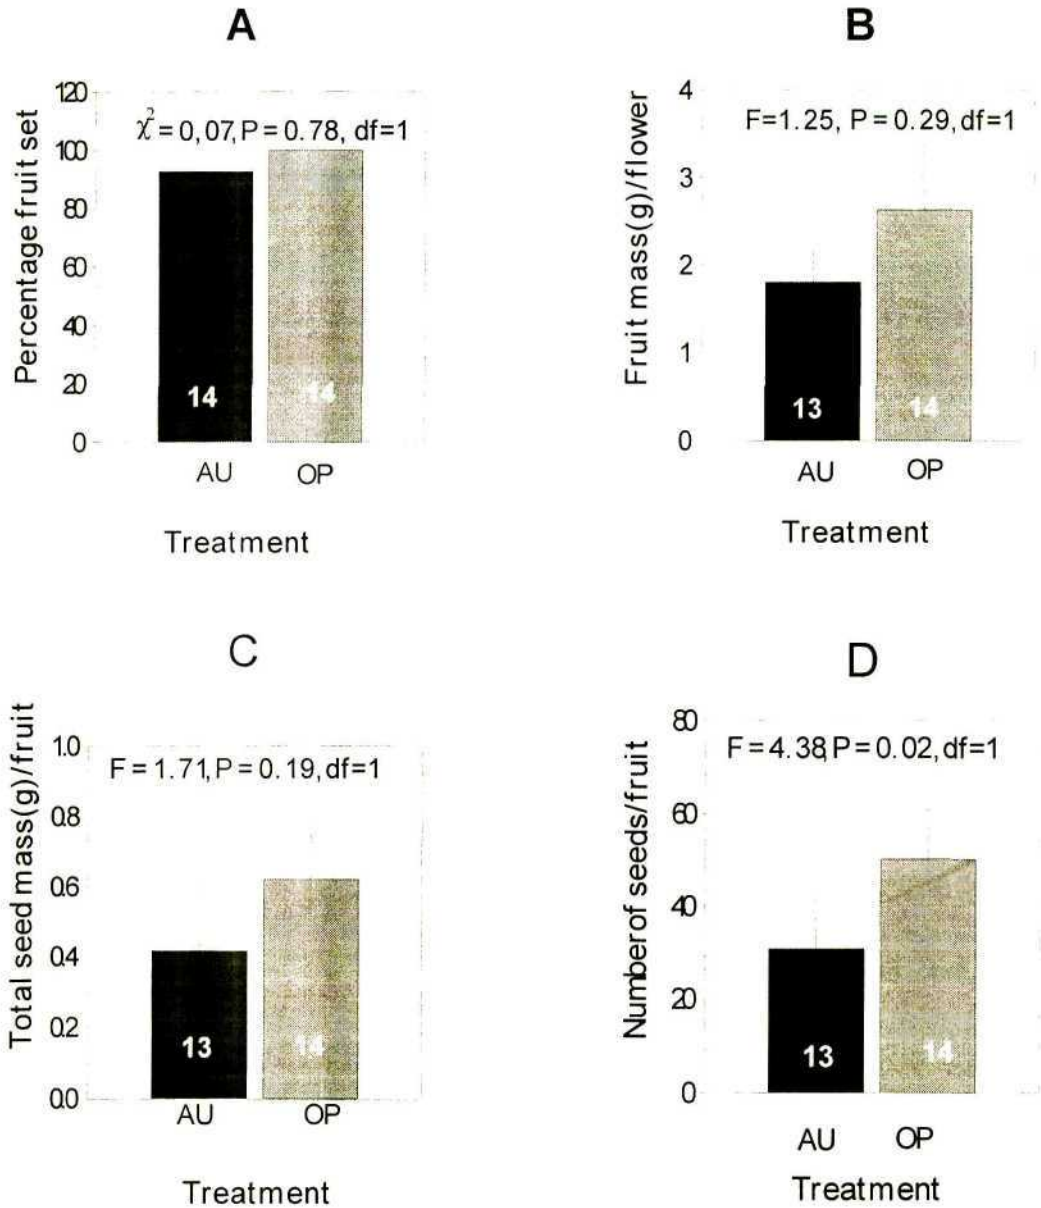 A
Percentage fruit set
120
100
80
60
40
20
0
χ² = 0,07, P = 0.78, df=1
14
14
AU OP
Treatment
B
Fruit mass(g)/flower
4
3
2
1
0
F=1.25, P = 0.29, df=1
13
14
AU OP
Treatment
C
Total seed mass(g)/fruit
1.0
0.8
0.6
0.4
0.2
0.0
F = 1.71, P = 0.19, df=1
13
14
AU OP
Treatment
D
Number of seeds/fruit
80
60
40
20
0
F = 4.38, P = 0.02, df=1
13
14
AU OP
Treatment